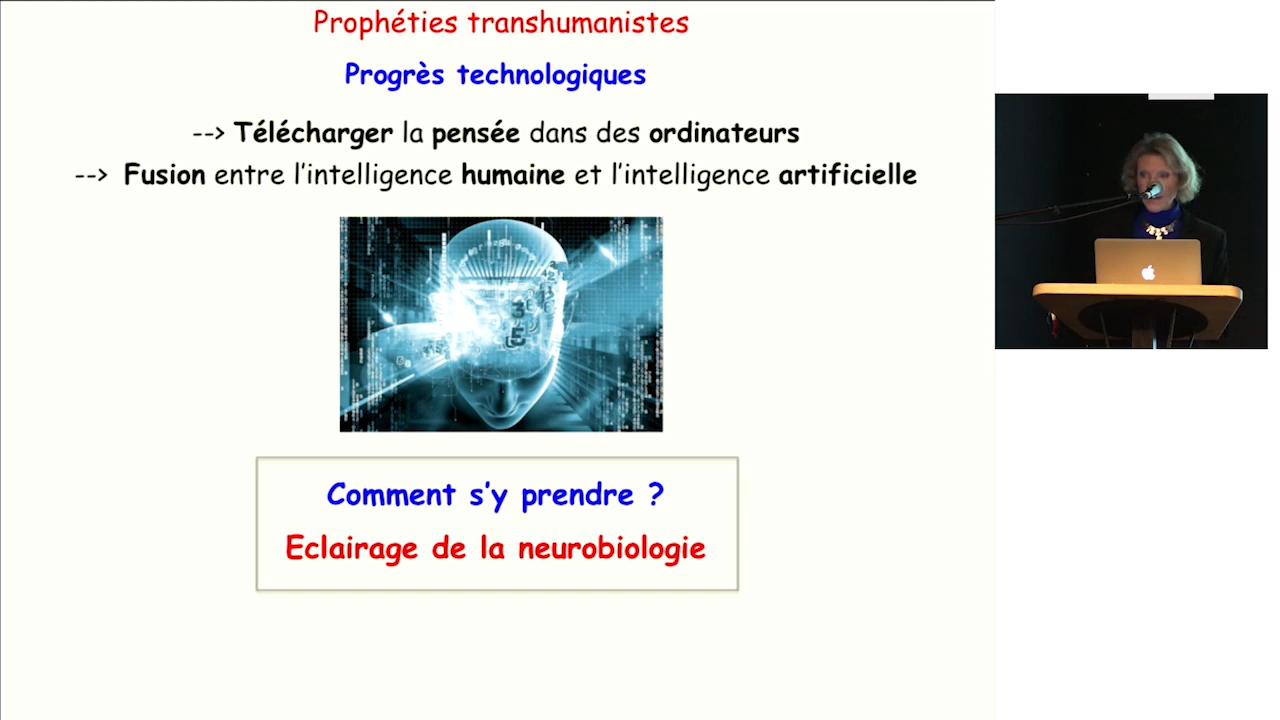 Prophéties transhumanistes
Progrès technologiques
--> Télécharger la pensée dans des ordinateurs
--> Fusion entre l'intelligence humaine et l'intelligence artificielle
Comment s'y prendre ?
Eclairage de la neurobiologie